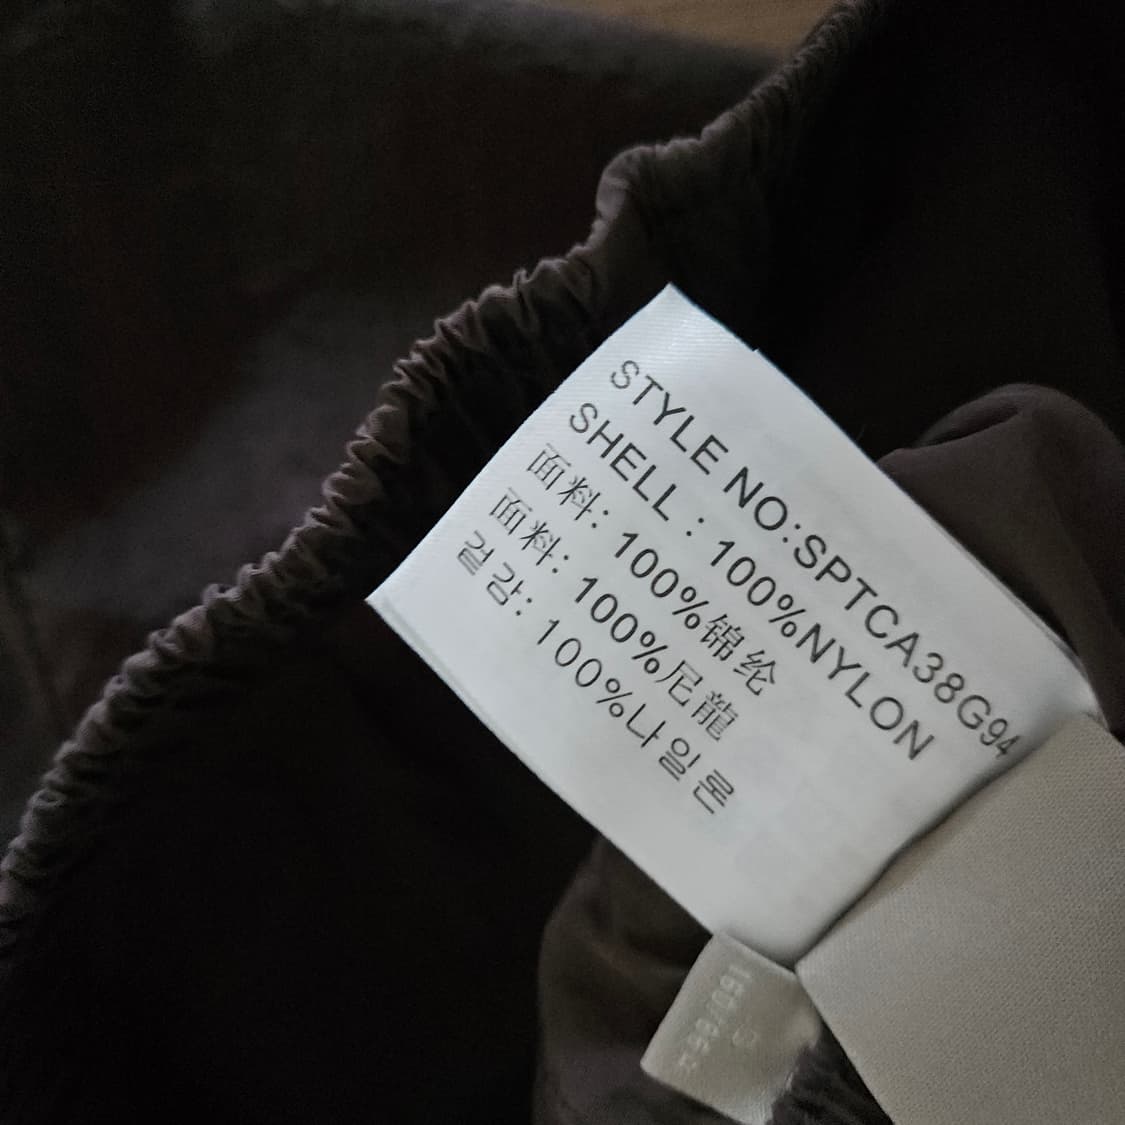 STYLE NO:SPTCA38G94
SHELL : 100%NYLON
面料: 100%锦纶
面料: 100%尼龍
겉감: 100%나일론